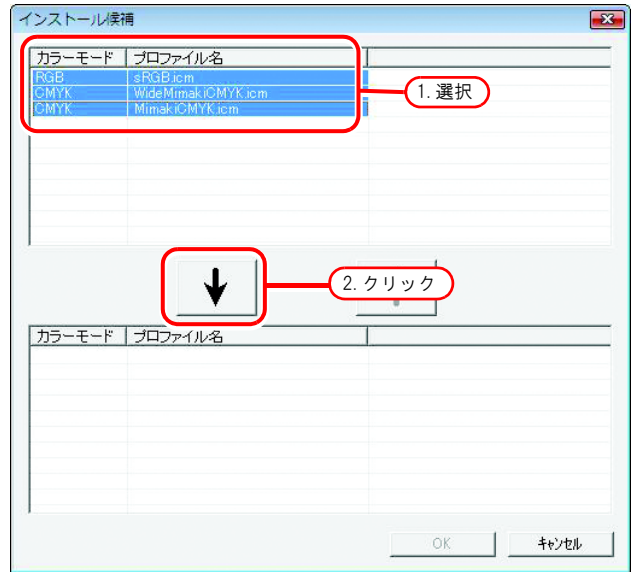 インストール候補
カラーモード プロファイル名
RGB sRGB.icm
CMYK WideMimakiCMYK.icm
CMYK MimakiCMYK.icm
1. 選択
2. クリック
カラーモード プロファイル名
OK キャンセル